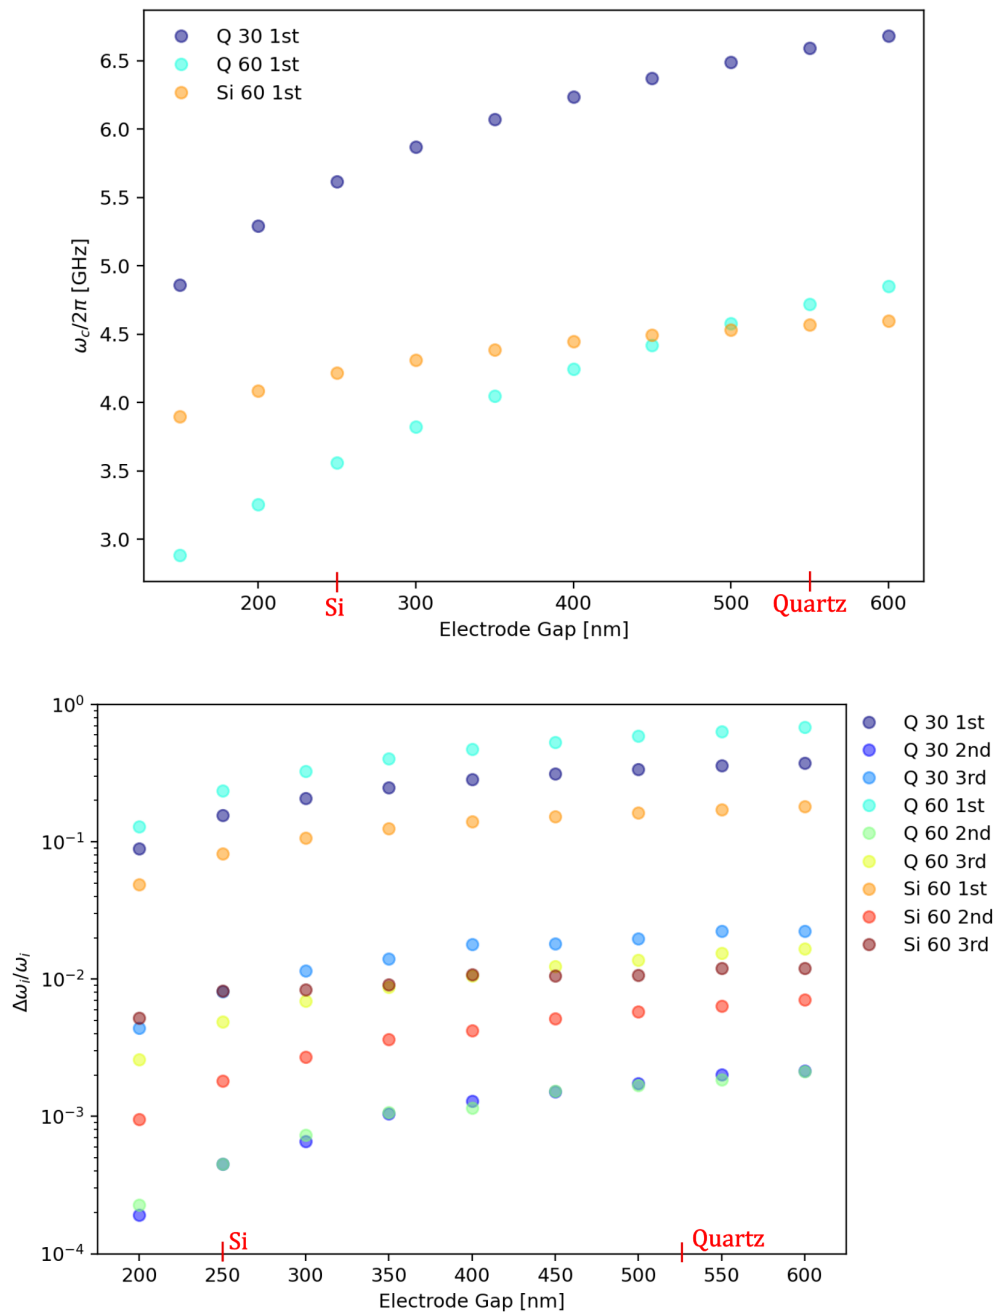 Q 30 1st
Q 60 1st
Si 60 1st
6.5
6.0
5.5
5.0
4.5
4.0
3.5
3.0
ω_c/2π [GHz]
200 300 400 500 600
Si Quartz
Electrode Gap [nm]
10^0
10^−1
10^−2
10^−3
10^−4
Δω_i/ω_i
Q 30 1st
Q 30 2nd
Q 30 3rd
Q 60 1st
Q 60 2nd
Q 60 3rd
Si 60 1st
Si 60 2nd
Si 60 3rd
Si Quartz
200 250 300 350 400 450 500 550 600
Electrode Gap [nm]